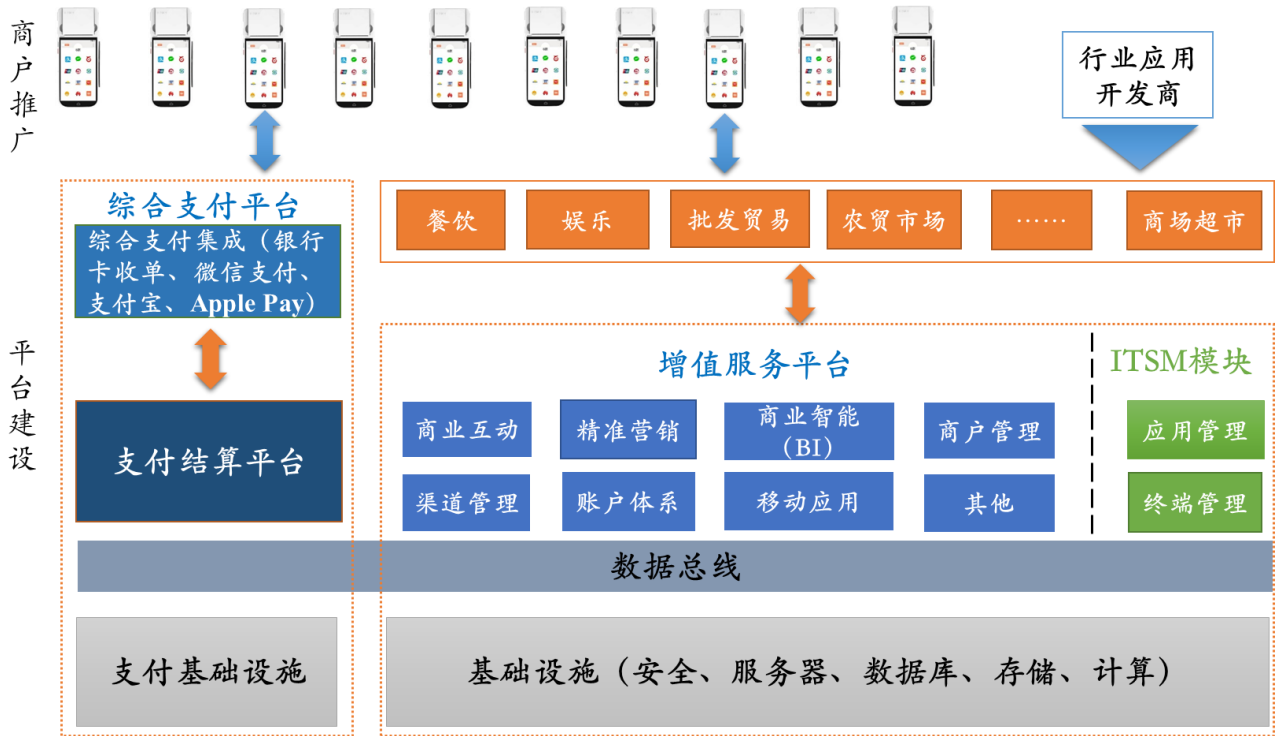 商户推广
行业应用
开发商
综合支付平台
综合支付集成（银行
卡收单、微信支付、
支付宝、Apple Pay）
餐饮
娱乐
批发贸易
农贸市场
……
商场超市
平台建设
支付结算平台
增值服务平台
ITSM模块
商业互动
精准营销
商业智能
（BI）
商户管理
应用管理
渠道管理
账户体系
移动应用
其他
终端管理
数据总线
支付基础设施
基础设施（安全、服务器、数据库、存储、计算）